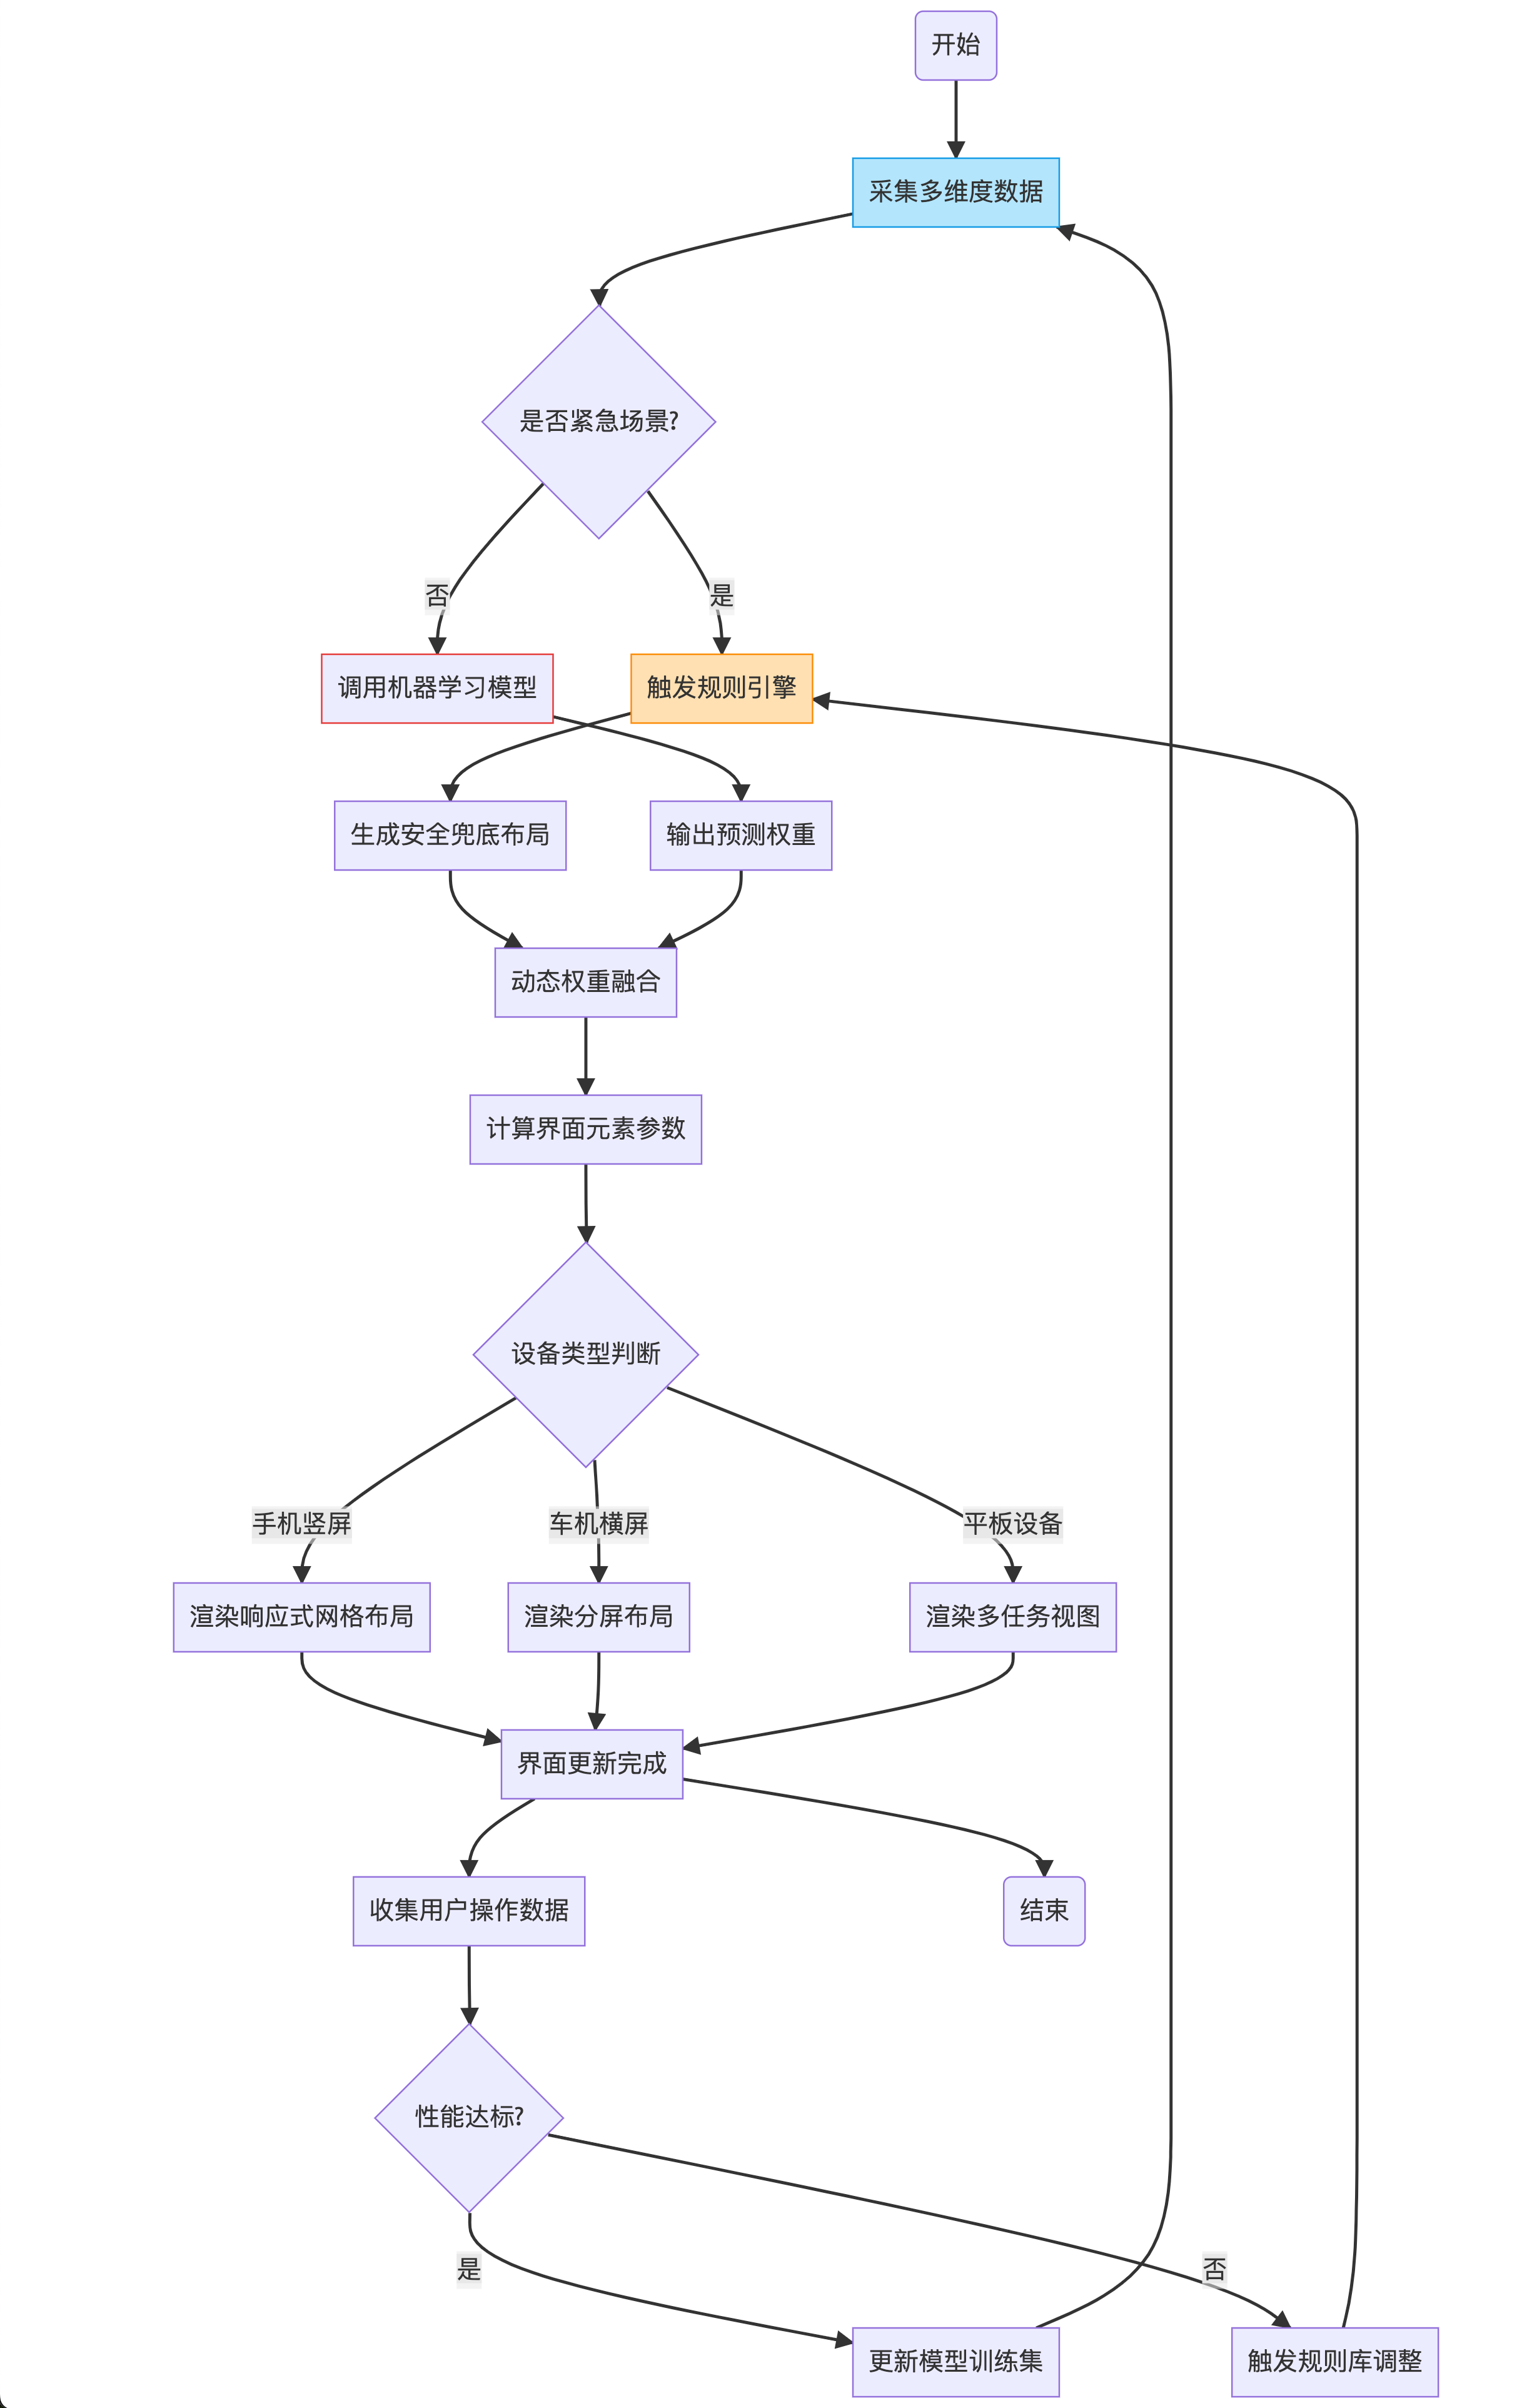 开始
采集多维度数据
是否紧急场景?
否
是
调用机器学习模型
触发规则引擎
生成安全兜底布局
输出预测权重
动态权重融合
计算界面元素参数
设备类型判断
手机竖屏
车机横屏
平板设备
渲染响应式网格布局
渲染分屏布局
渲染多任务视图
界面更新完成
收集用户操作数据
结束
性能达标?
是
否
更新模型训练集
触发规则库调整